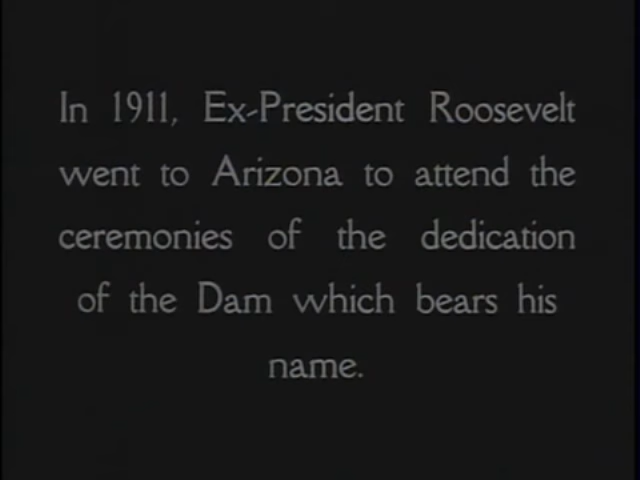 In 1911, Ex-President Roosevelt
went to Arizona to attend the
ceremonies of the dedication
of the Dam which bears his
name.